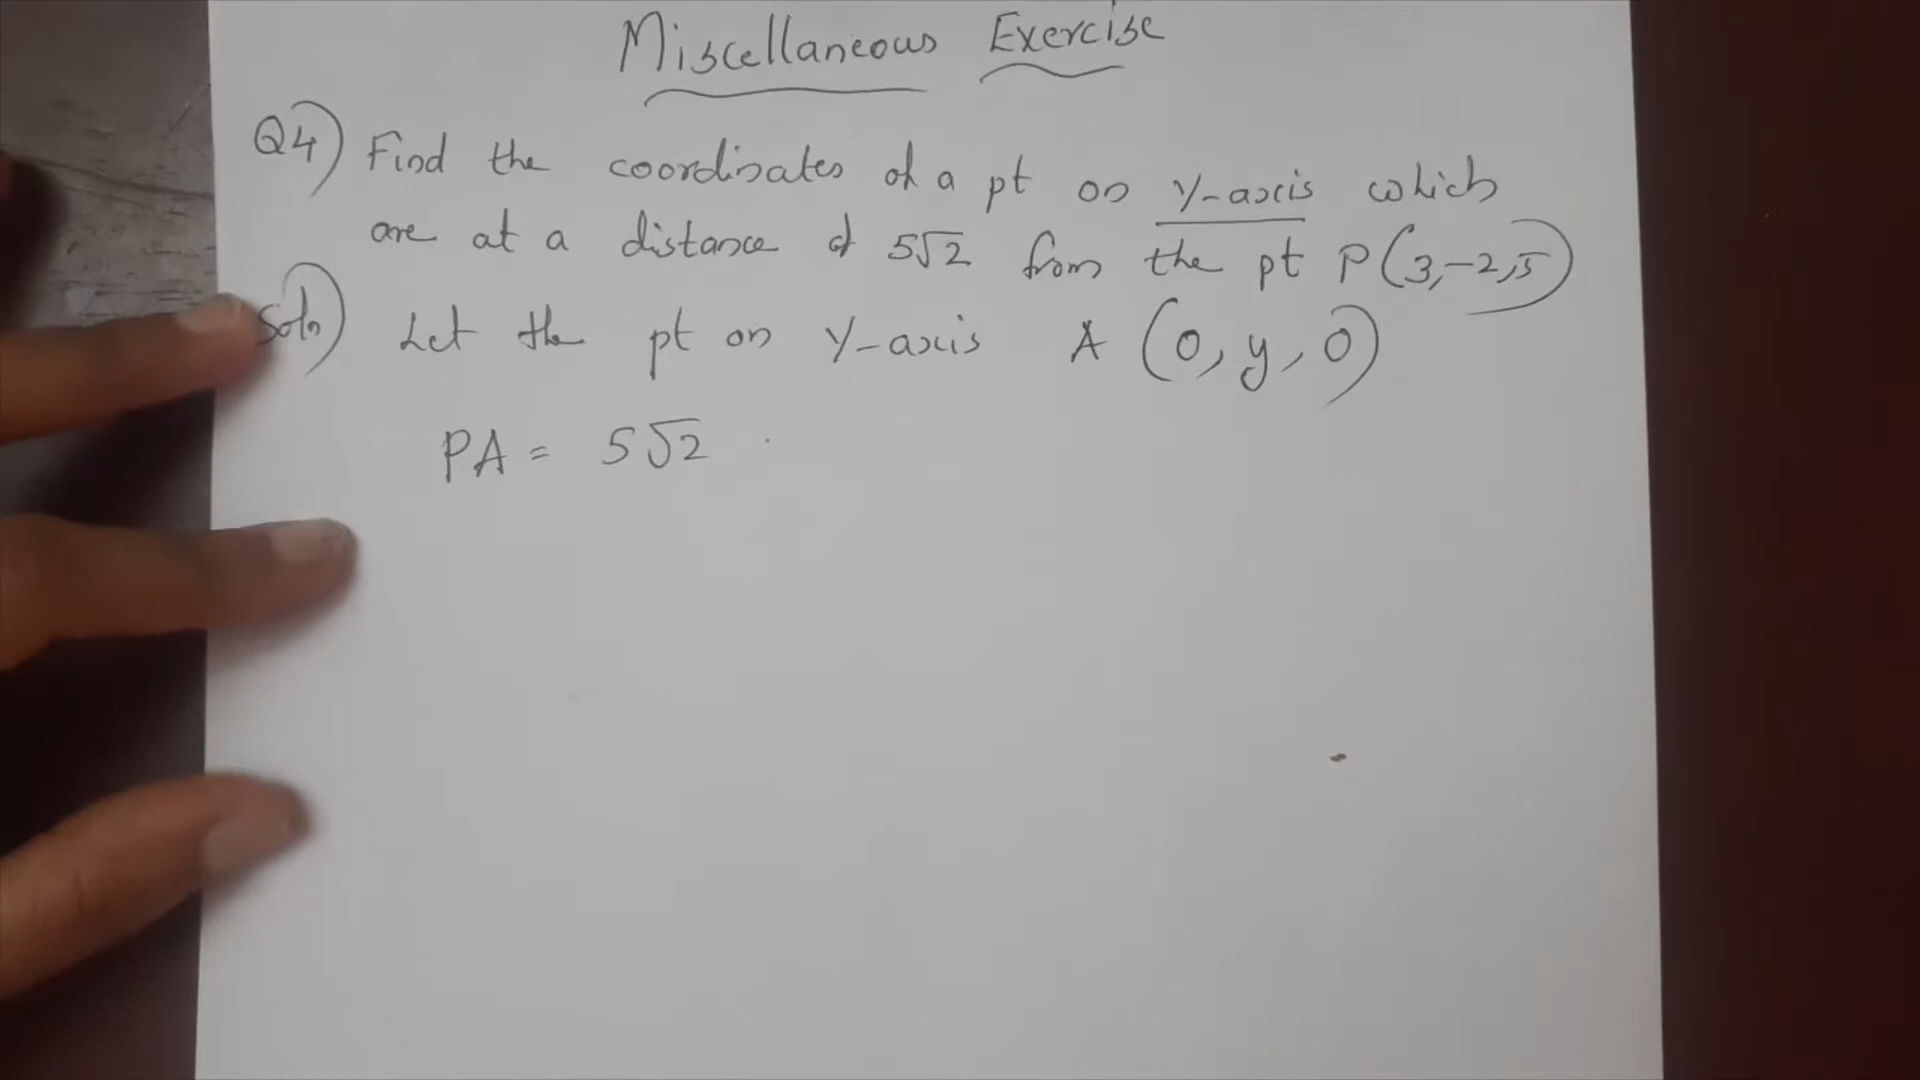 Miscellaneous Exercise
Q4) Find the coordinates of a pt on Y-axis which
are at a distance of 5√2 from the pt P(3,-2,5)
Soln) Let the pt on Y-axis A (0, y, 0)
PA = 5√2